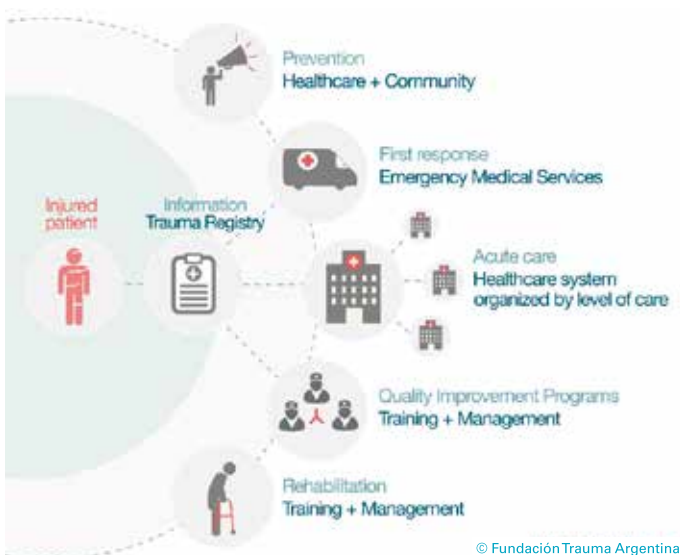 Prevention
Healthcare + Community
First response
Emergency Medical Services
Injured
patient
Information
Trauma Registry
Acute care
Healthcare system
organized by level of care
Quality Improvement Programs
Training + Management
Rehabilitation
Training + Management
© Fundación Trauma Argentina